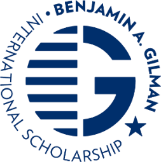 BENJAMIN A. GILMAN •
INTERNATIONAL SCHOLARSHIP
G